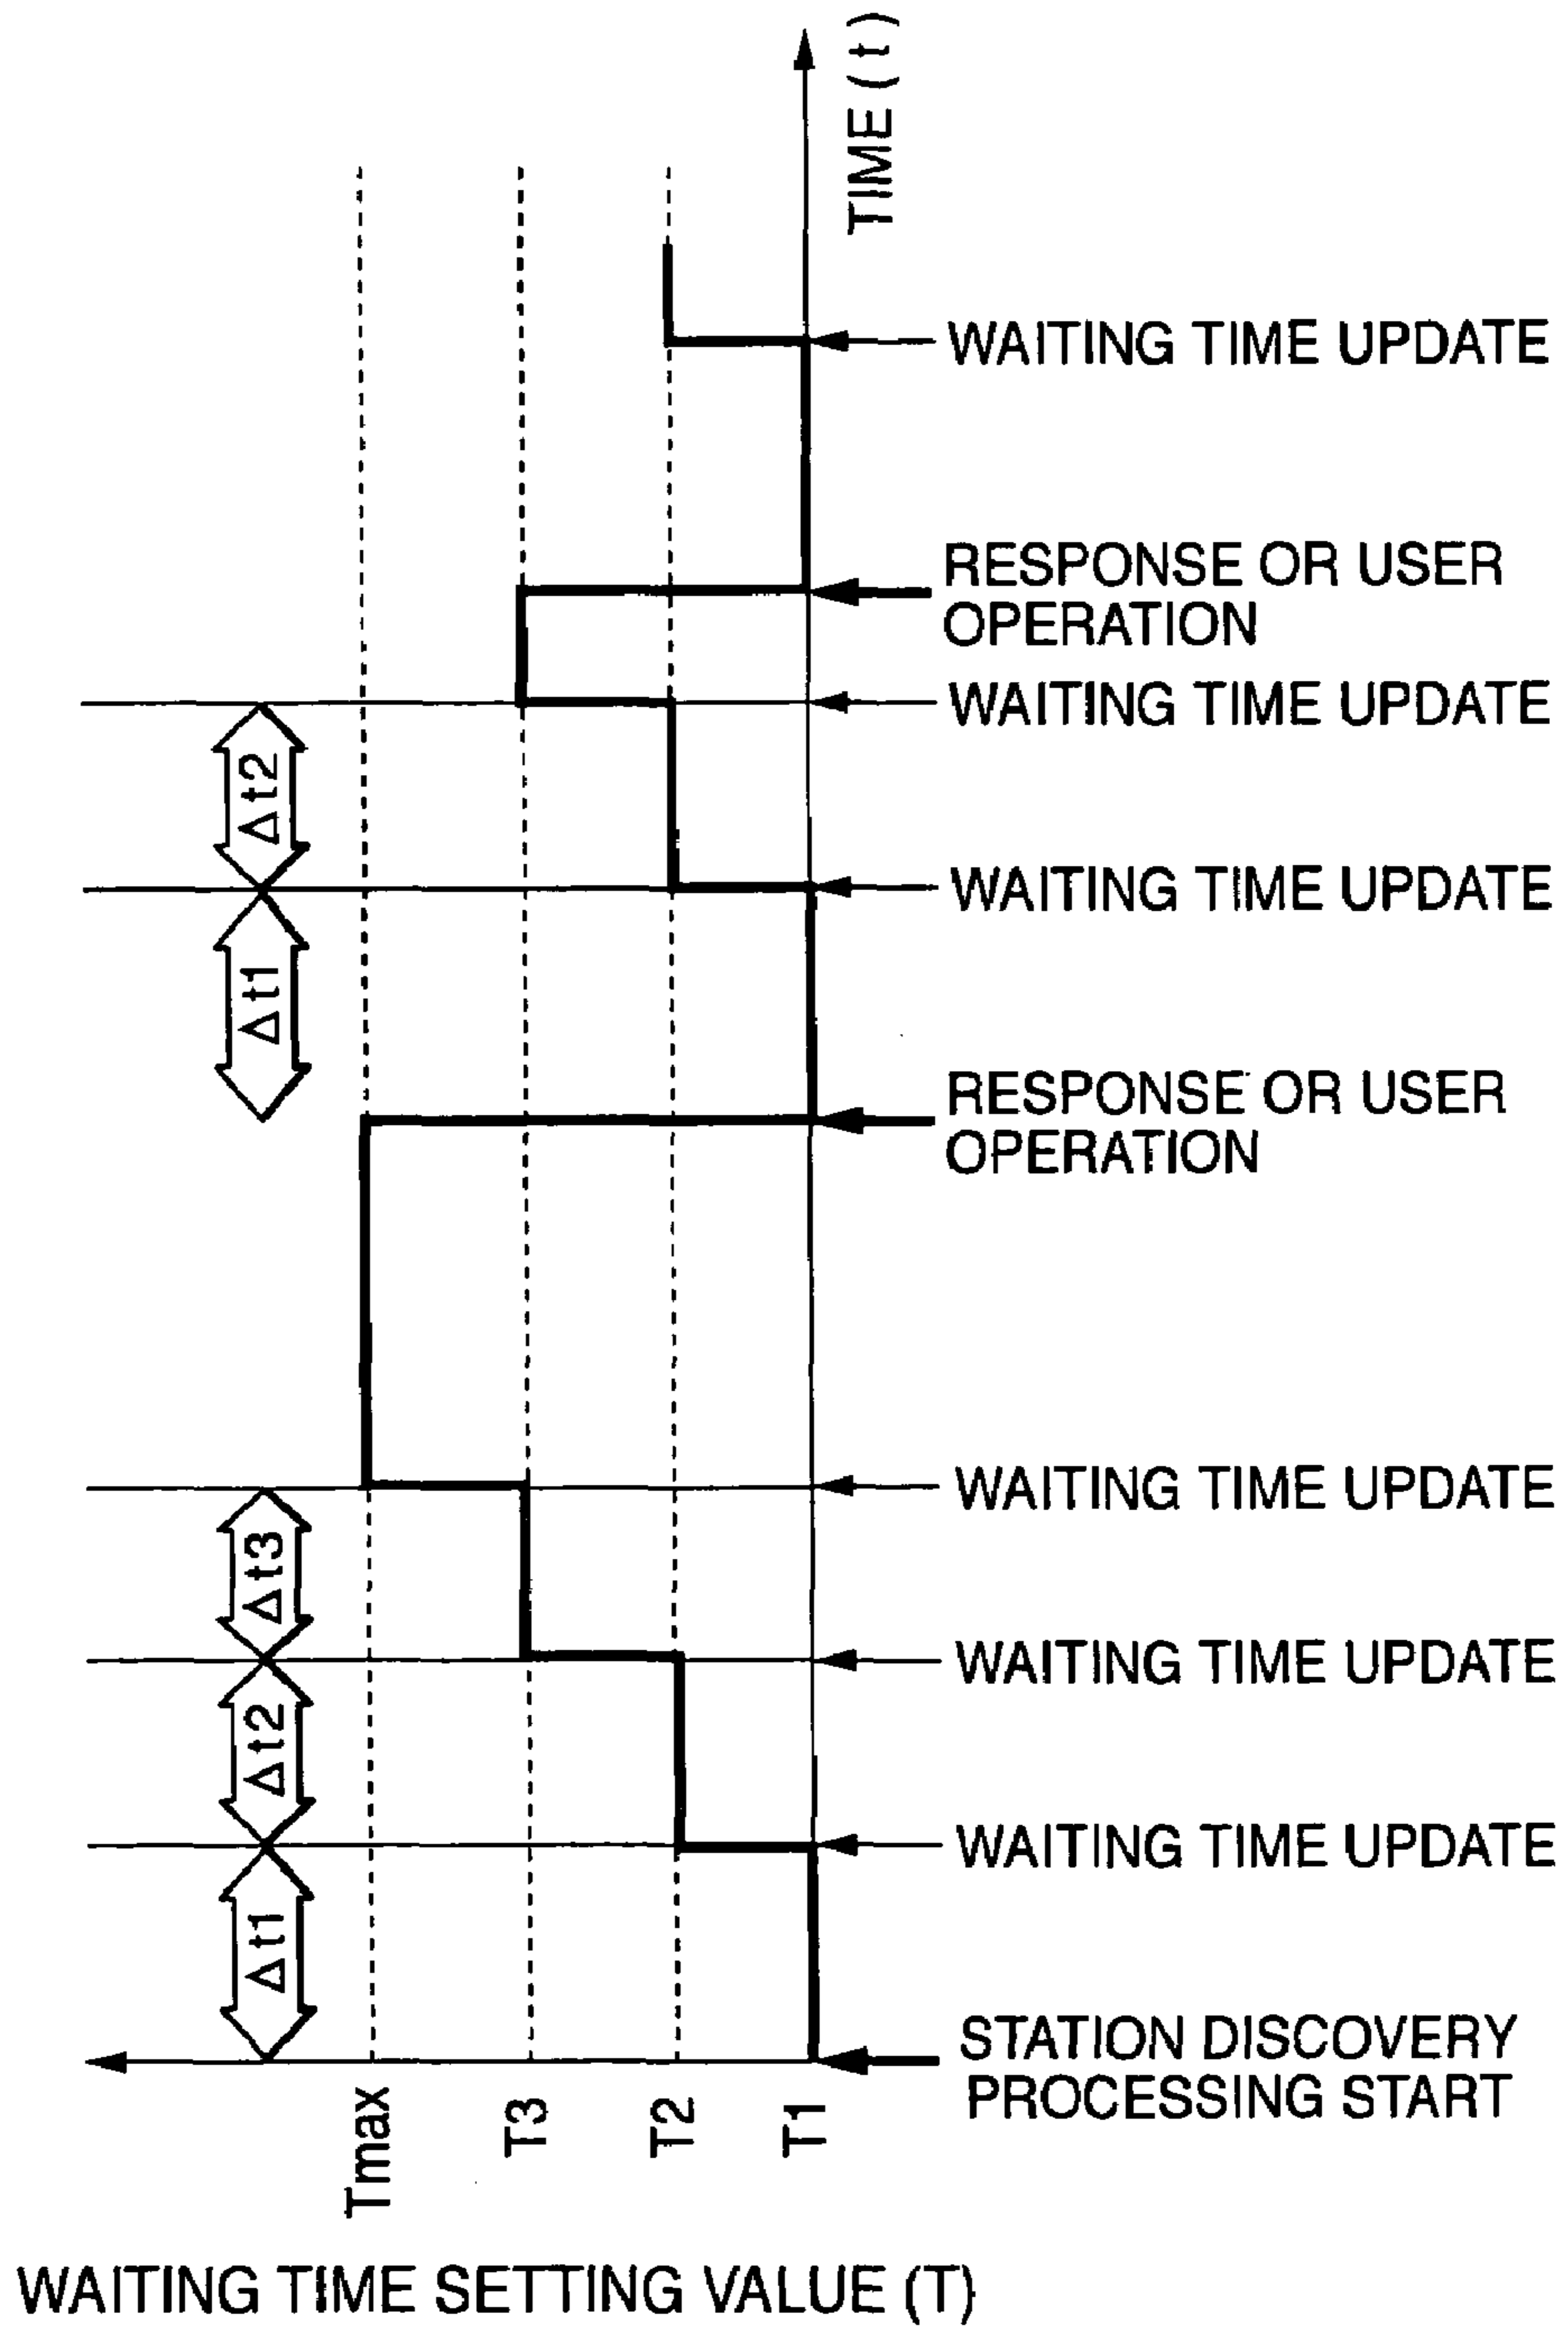 TIME ( t )
WAITING TIME UPDATE
RESPONSE OR USER
OPERATION
WAITING TIME UPDATE
Δt2
WAITING TIME UPDATE
Δt1
RESPONSE OR USER
OPERATION
WAITING TIME UPDATE
Δt3
WAITING TIME UPDATE
Δt2
WAITING TIME UPDATE
Δt1
STATION DISCOVERY
PROCESSING START
Tmax
T3
T2
T1
WAITING TIME SETTING VALUE (T)